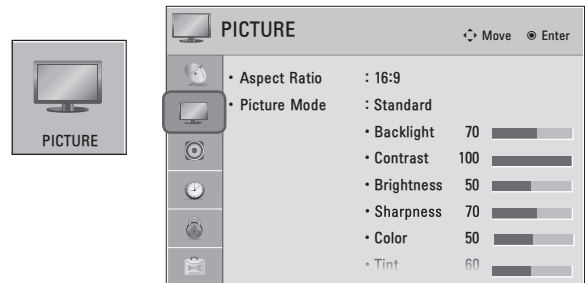 PICTURE
PICTURE Move Enter
• Aspect Ratio : 16:9
• Picture Mode : Standard
• Backlight 70
• Contrast 100
• Brightness 50
• Sharpness 70
• Color 50
• Tint 60